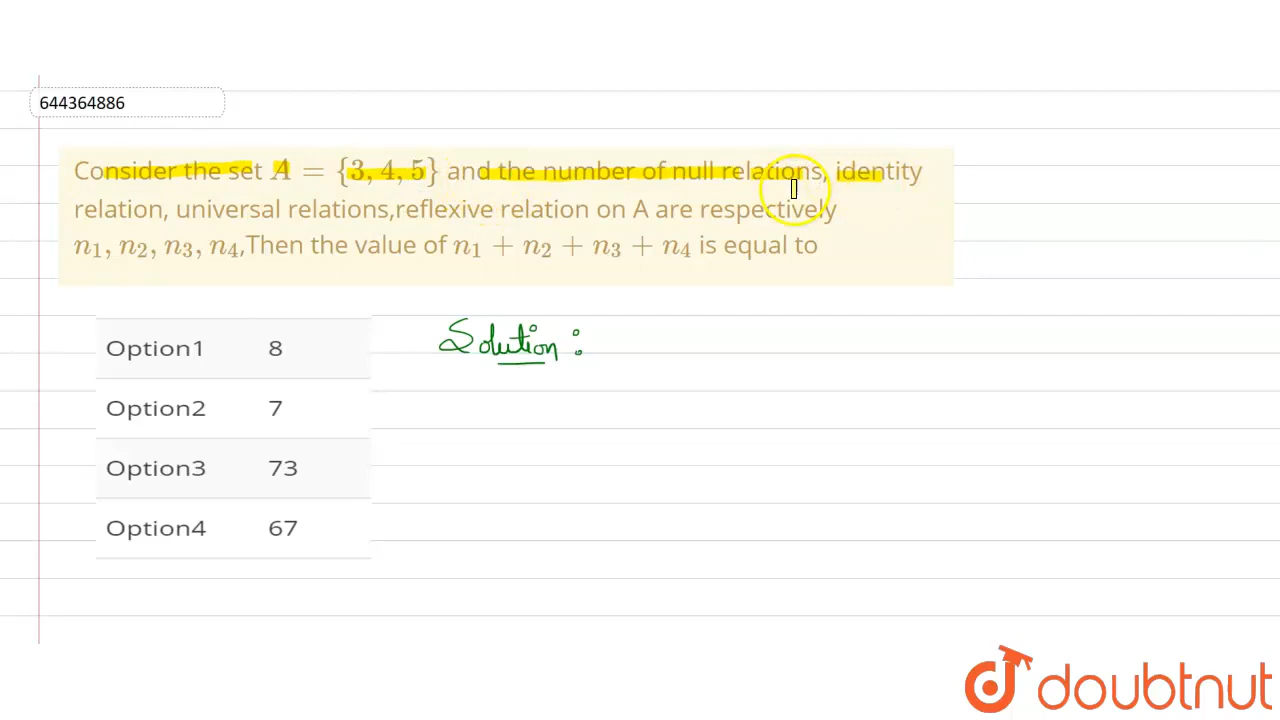 644364886
Consider the set A = {3, 4, 5} and the number of null relations, identity
relation, universal relations,reflexive relation on A are respectively
n₁, n₂, n₃, n₄,Then the value of n₁ + n₂ + n₃ + n₄ is equal to
Solution :
Option1 8
Option2 7
Option3 73
Option4 67
doubtnut